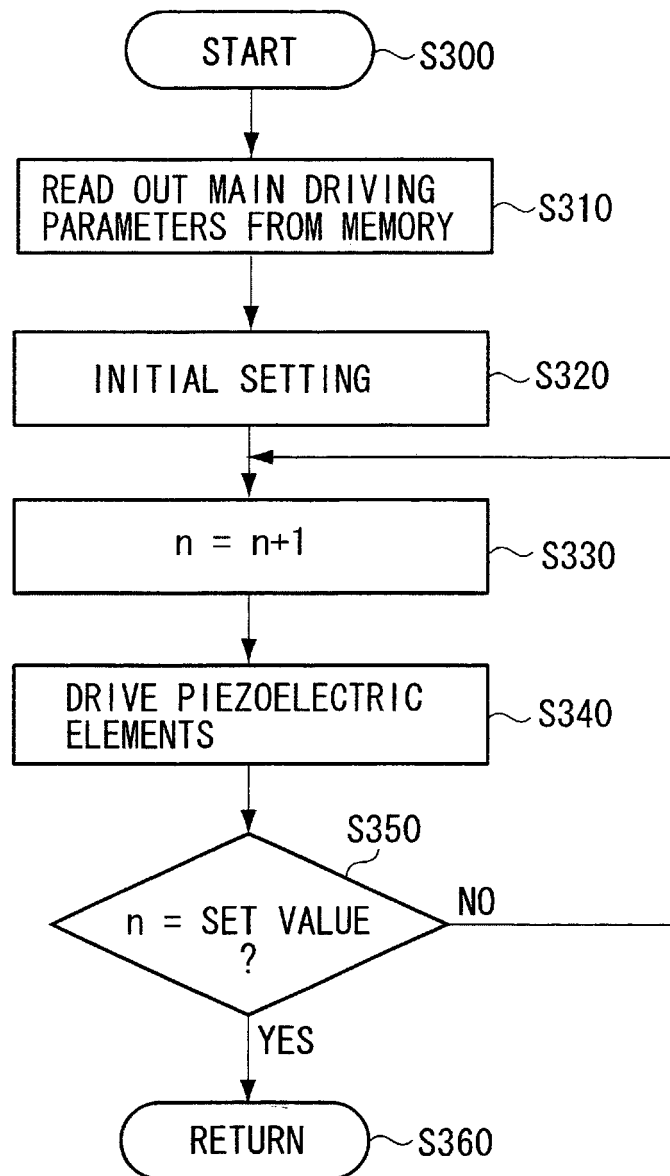 START
S300
READ OUT MAIN DRIVING
PARAMETERS FROM MEMORY
S310
INITIAL SETTING
S320
n = n+1
S330
DRIVE PIEZOELECTRIC
ELEMENTS
S340
S350
n = SET VALUE
?
NO
YES
RETURN
S360